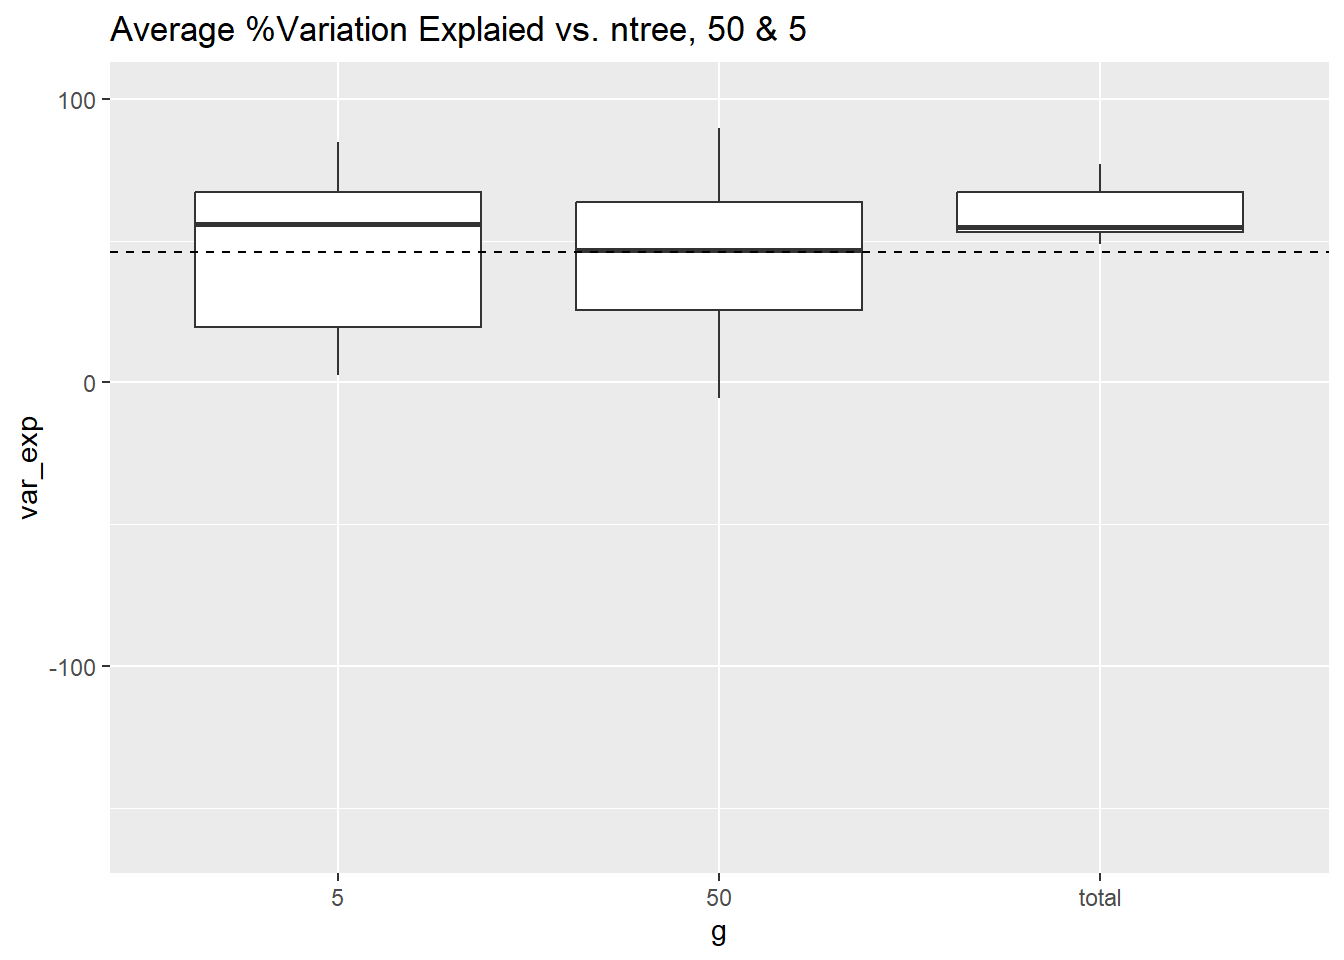 Average %Variation Explaied vs. ntree, 50 & 5
100
0
-100
var_exp
5 50 total
g